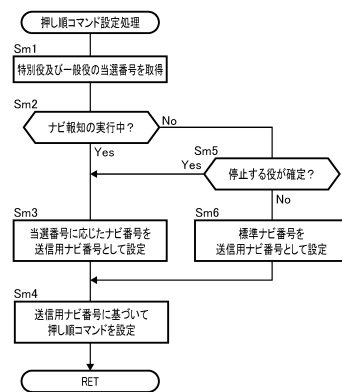 押し順コマンド設定処理
Sm1
特別役及び一般役の当選番号を取得
Sm2
ナビ報知の実行中？
No
Yes
Sm5
Yes
停止する役が確定？
No
Sm3
当選番号に応じたナビ番号を
送信用ナビ番号として設定
Sm6
標準ナビ番号を
送信用ナビ番号として設定
Sm4
送信用ナビ番号に基づいて
押し順コマンドを設定
RET